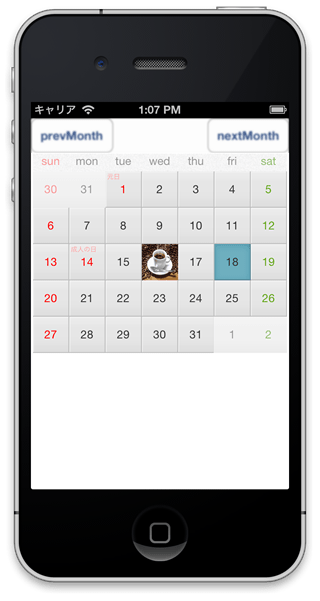 キャリア 1:07 PM
prevMonth nextMonth
sun mon tue wed thu fri sat
元日
30 31 1 2 3 4 5
6 7 8 9 10 11 12
成人の日
13 14 15 17 18 19
20 21 22 23 24 25 26
27 28 29 30 31 1 2